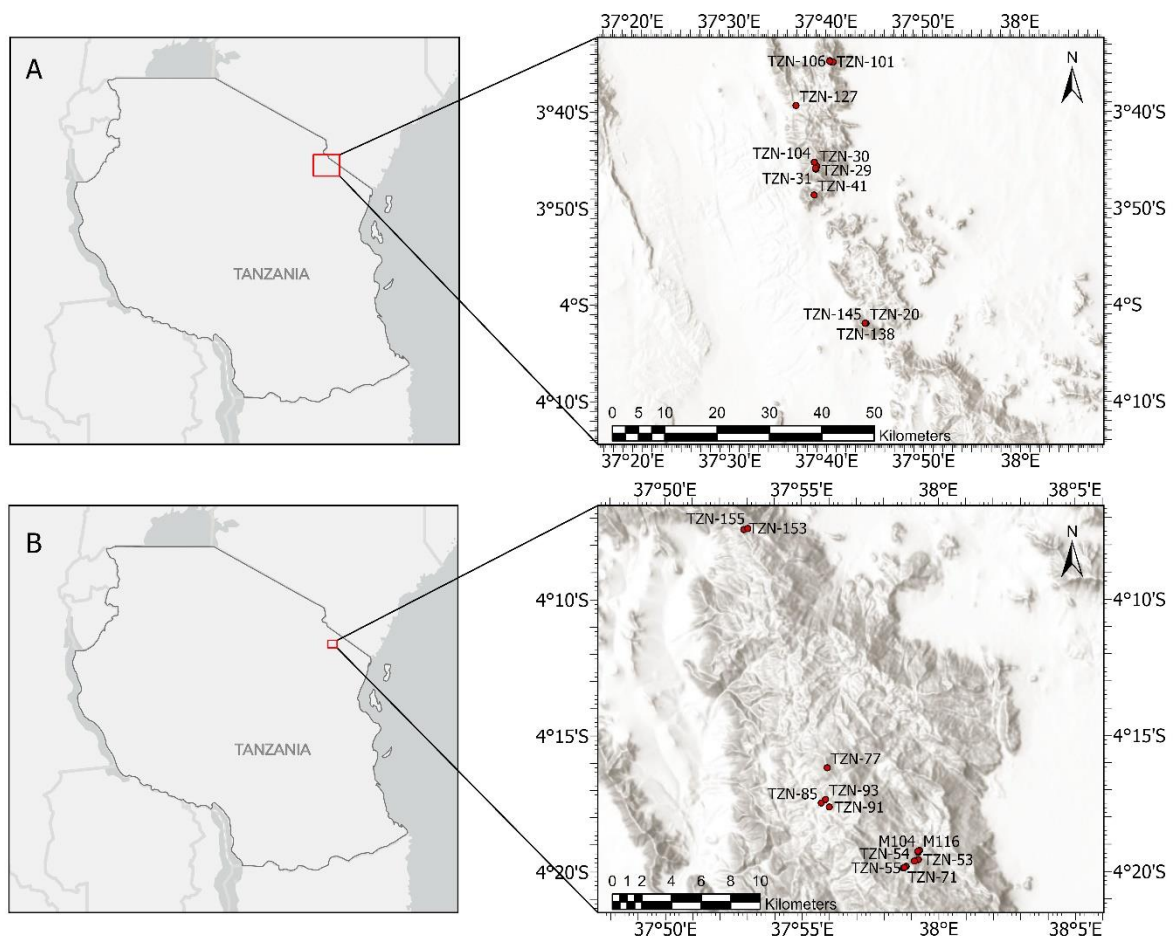 A
TANZANIA
37°20'E 37°30'E 37°40'E 37°50'E 38°E
N
TZN-106 TZN-101
TZN-127
3°40'S 3°40'S
TZN-104 TZN-30
TZN-29
TZN-31
TZN-41
3°50'S 3°50'S
4°S 4°S
TZN-145 TZN-20
TZN-138
4°10'S 4°10'S
0 5 10 20 30 40 50
Kilometers
37°20'E 37°30'E 37°40'E 37°50'E 38°E
B
TANZANIA
37°50'E 37°55'E 38°E 38°5'E
N
TZN-155 TZN-153
4°10'S 4°10'S
4°15'S 4°15'S
TZN-77
TZN-85 TZN-93
TZN-91
M104 M116
TZN-54 TZN-53
TZN-55 TZN-71
4°20'S 4°20'S
0 1 2 4 6 8 10
Kilometers
37°50'E 37°55'E 38°E 38°5'E